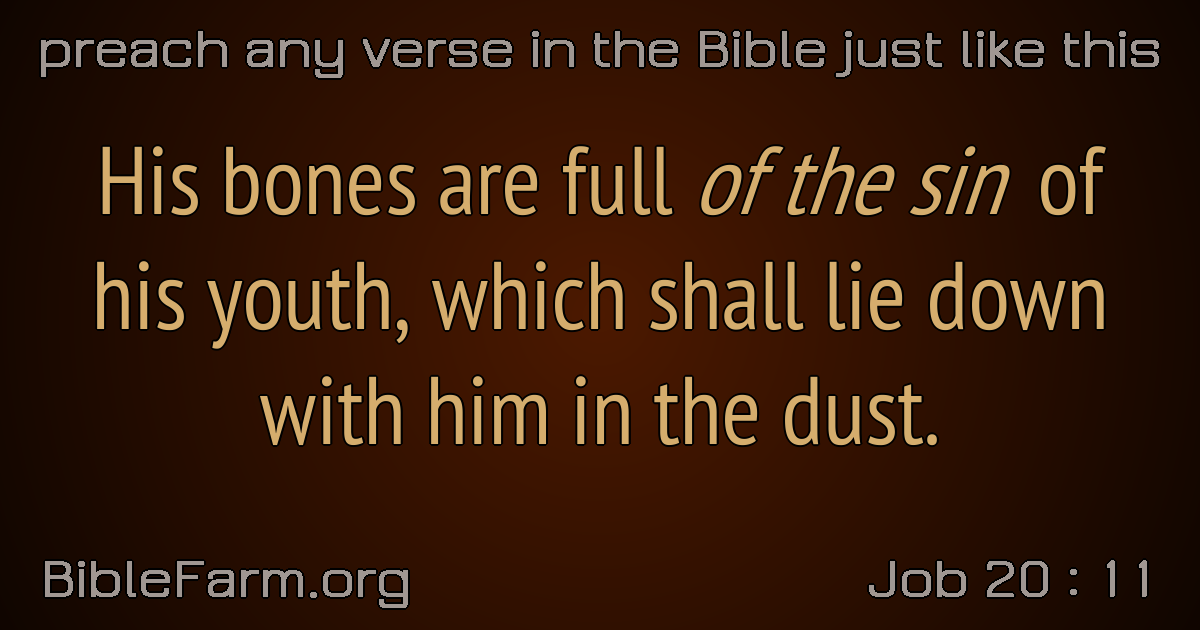 preach any verse in the Bible just like this
His bones are full of the sin of
his youth, which shall lie down
with him in the dust.
BibleFarm.org
Job 20 : 11